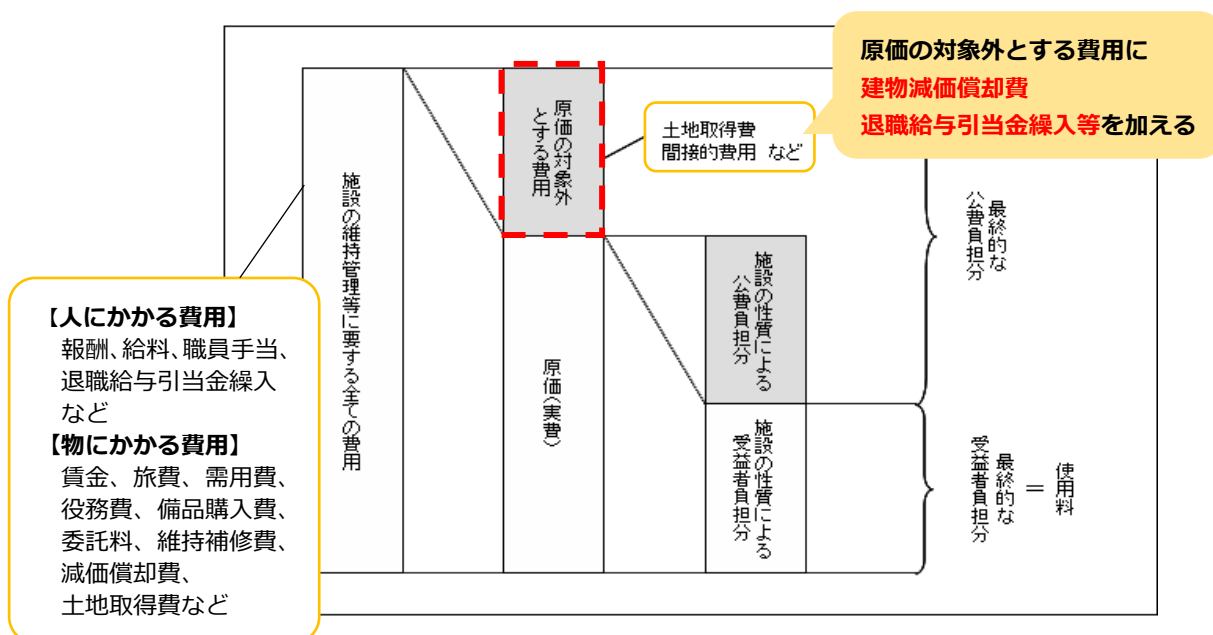 原価の対象外とする費用に
建物減価償却費
退職給与引当金繰入等を加える
土地取得費
間接的費用 など
原価の対象外
とする費用
施設の維持管理等に要する全ての費用
【人にかかる費用】
報酬、給料、職員手当、
退職給与引当金繰入
など
【物にかかる費用】
賃金、旅費、需用費、
役務費、備品購入費、
委託料、維持補修費、
減価償却費、
土地取得費など
原価(実費)
施設の性質による
公費負担分
施設の性質による
受益者負担分
最終的な
公費負担分
最終的な
受益者負担分
＝
使用料